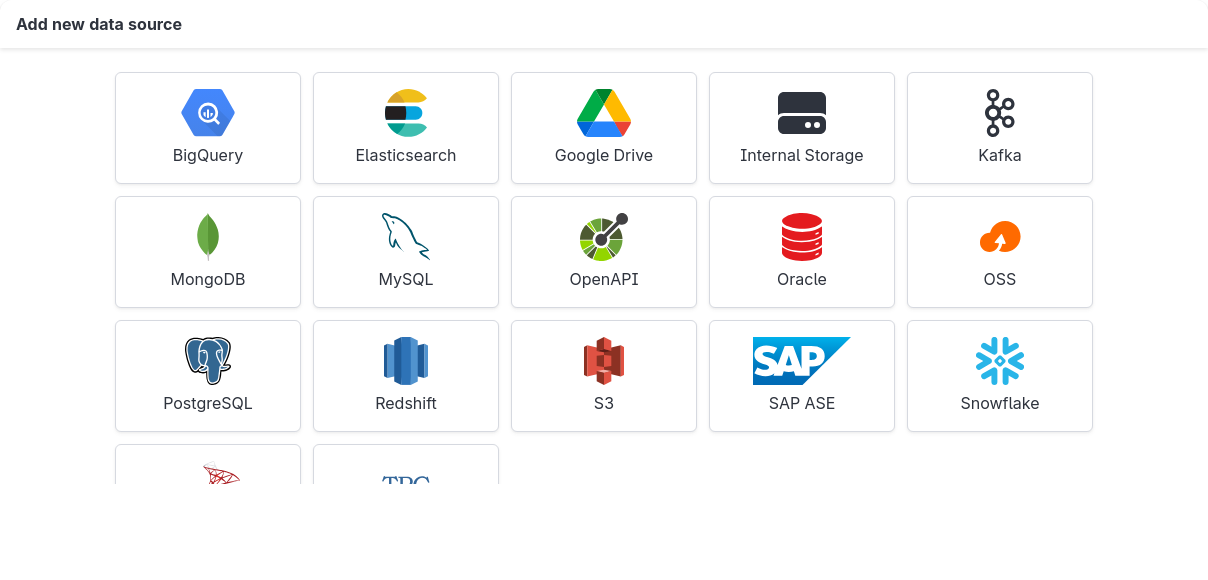 Add new data source
BigQuery
Elasticsearch
Google Drive
Internal Storage
Kafka
MongoDB
MySQL
OpenAPI
Oracle
OSS
SAP
PostgreSQL
Redshift
S3
SAP ASE
Snowflake